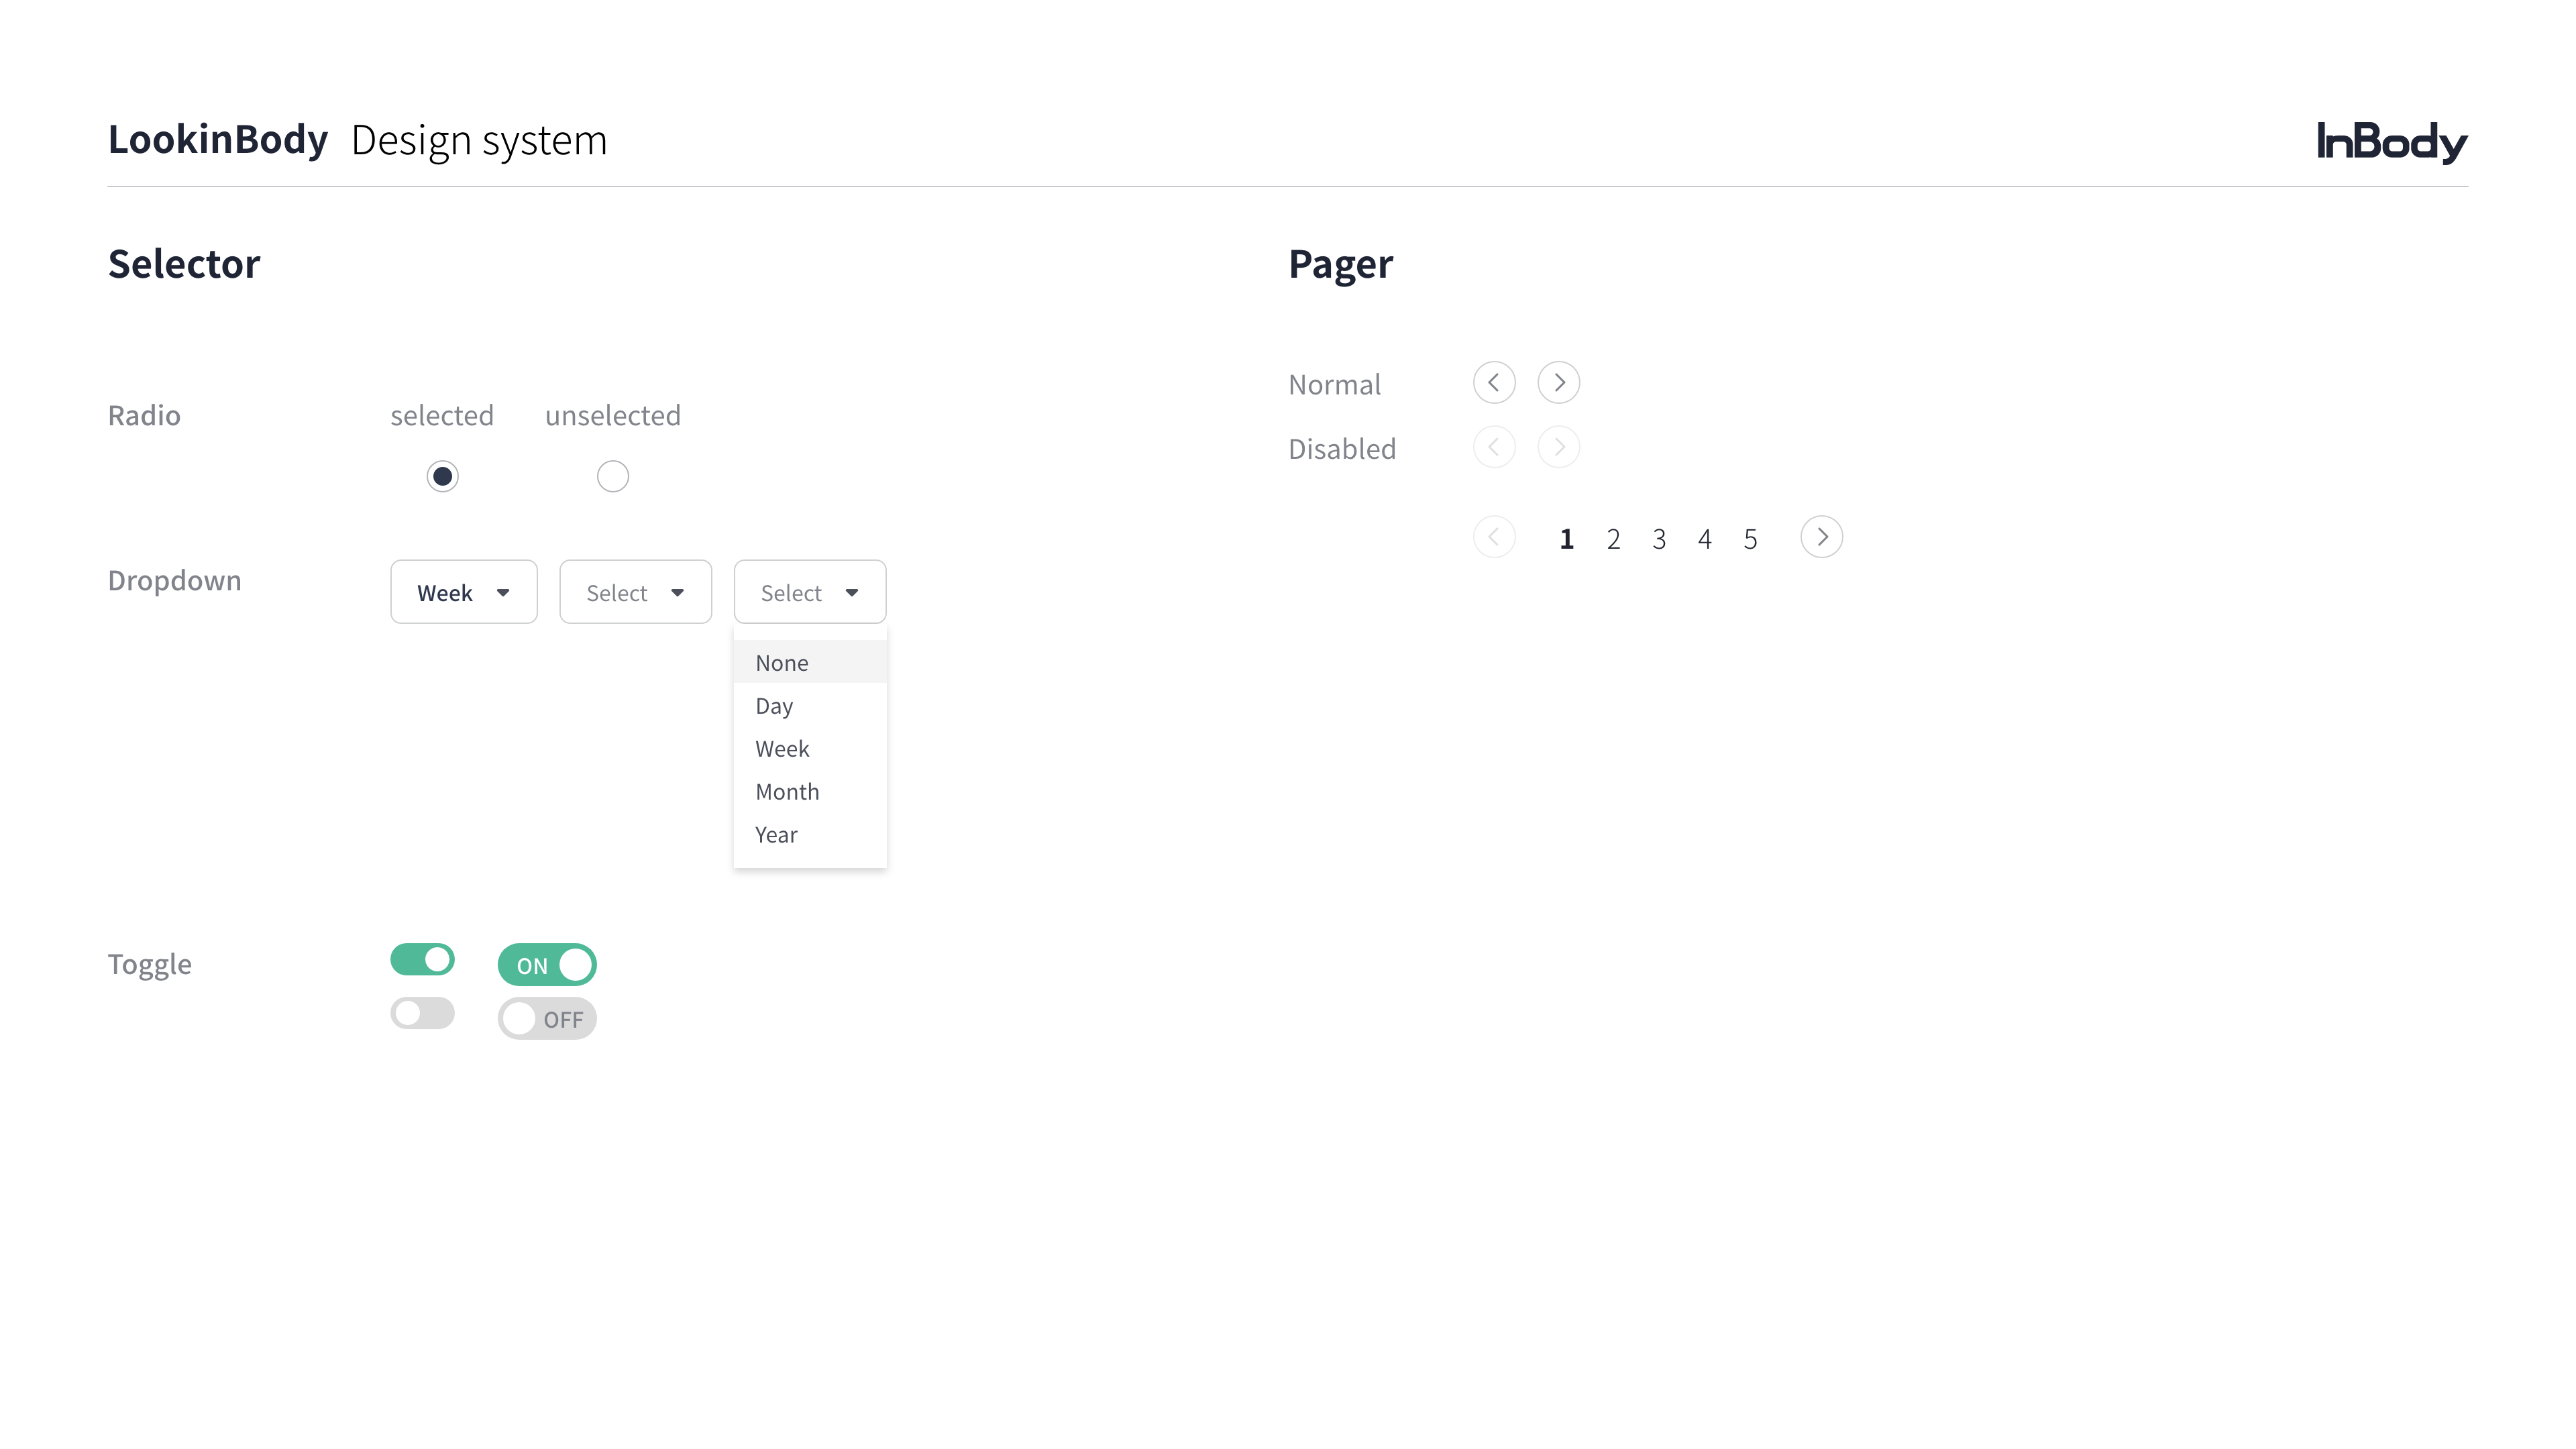 LookinBody Design system
InBody
Selector
Radio
selected unselected
Dropdown
Week Select Select
None
Day
Week
Month
Year
Toggle
ON
OFF
Pager
Normal
Disabled
1 2 3 4 5